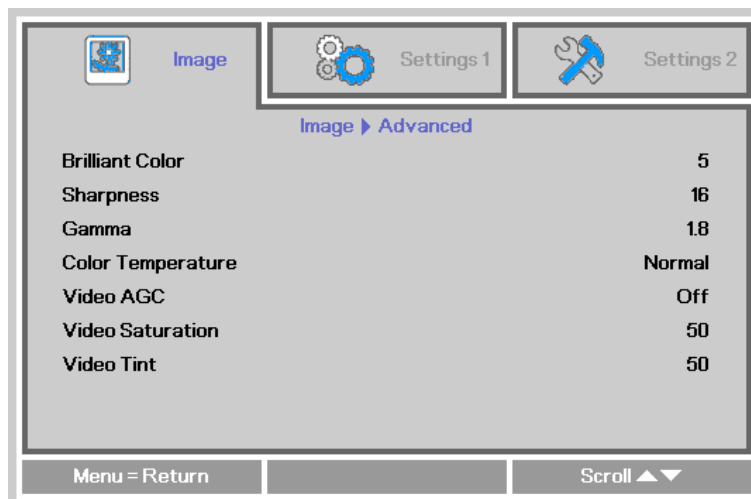 Image
Settings 1
Settings 2
Image ▶ Advanced
Brilliant Color 5
Sharpness 16
Gamma 1.8
Color Temperature Normal
Video AGC Off
Video Saturation 50
Video Tint 50
Menu = Return
Scroll ▲▼